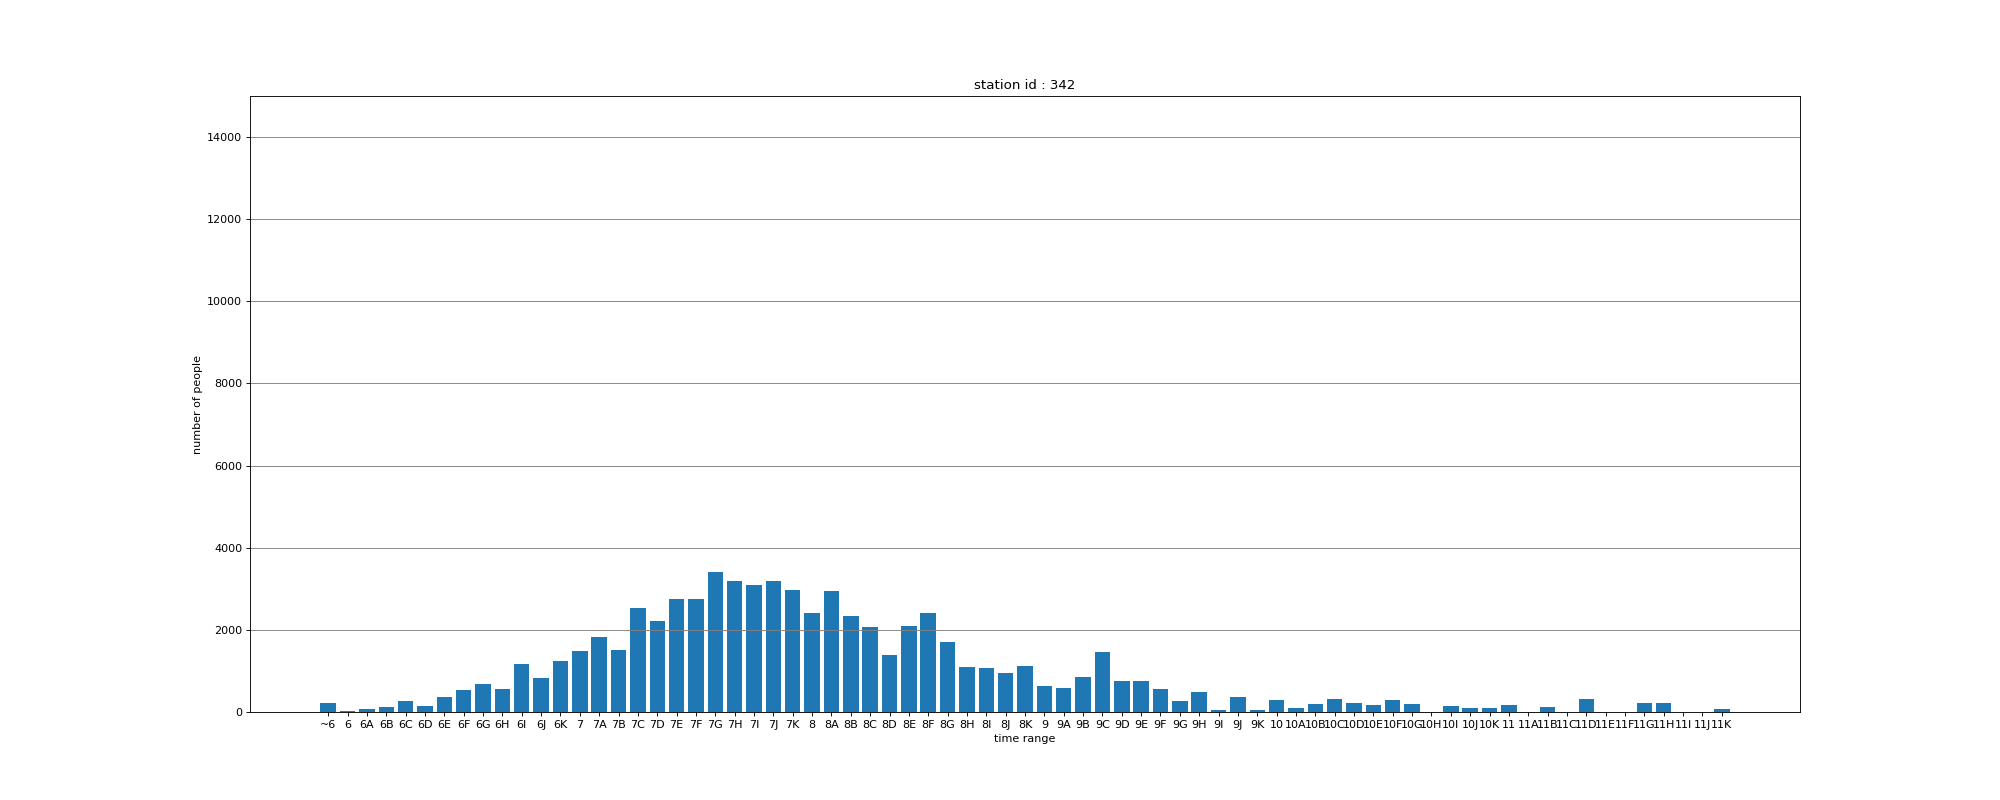 station id : 342
14000
12000
10000
8000
6000
4000
2000
0
number of people
~6 6 6A 6B 6C 6D 6E 6F 6G 6H 6I 6J 6K 7 7A 7B 7C 7D 7E 7F 7G 7H 7I 7J 7K 8 8A 8B 8C 8D 8E 8F 8G 8H 8I 8J 8K 9 9A 9B 9C 9D 9E 9F 9G 9H 9I 9J 9K 10 10A 10B 10C 10D 10E 10F 10G 10H 10I 10J 10K 11 11A 11B 11C 11D 11E 11F 11G 11H 11I 11J 11K
time range